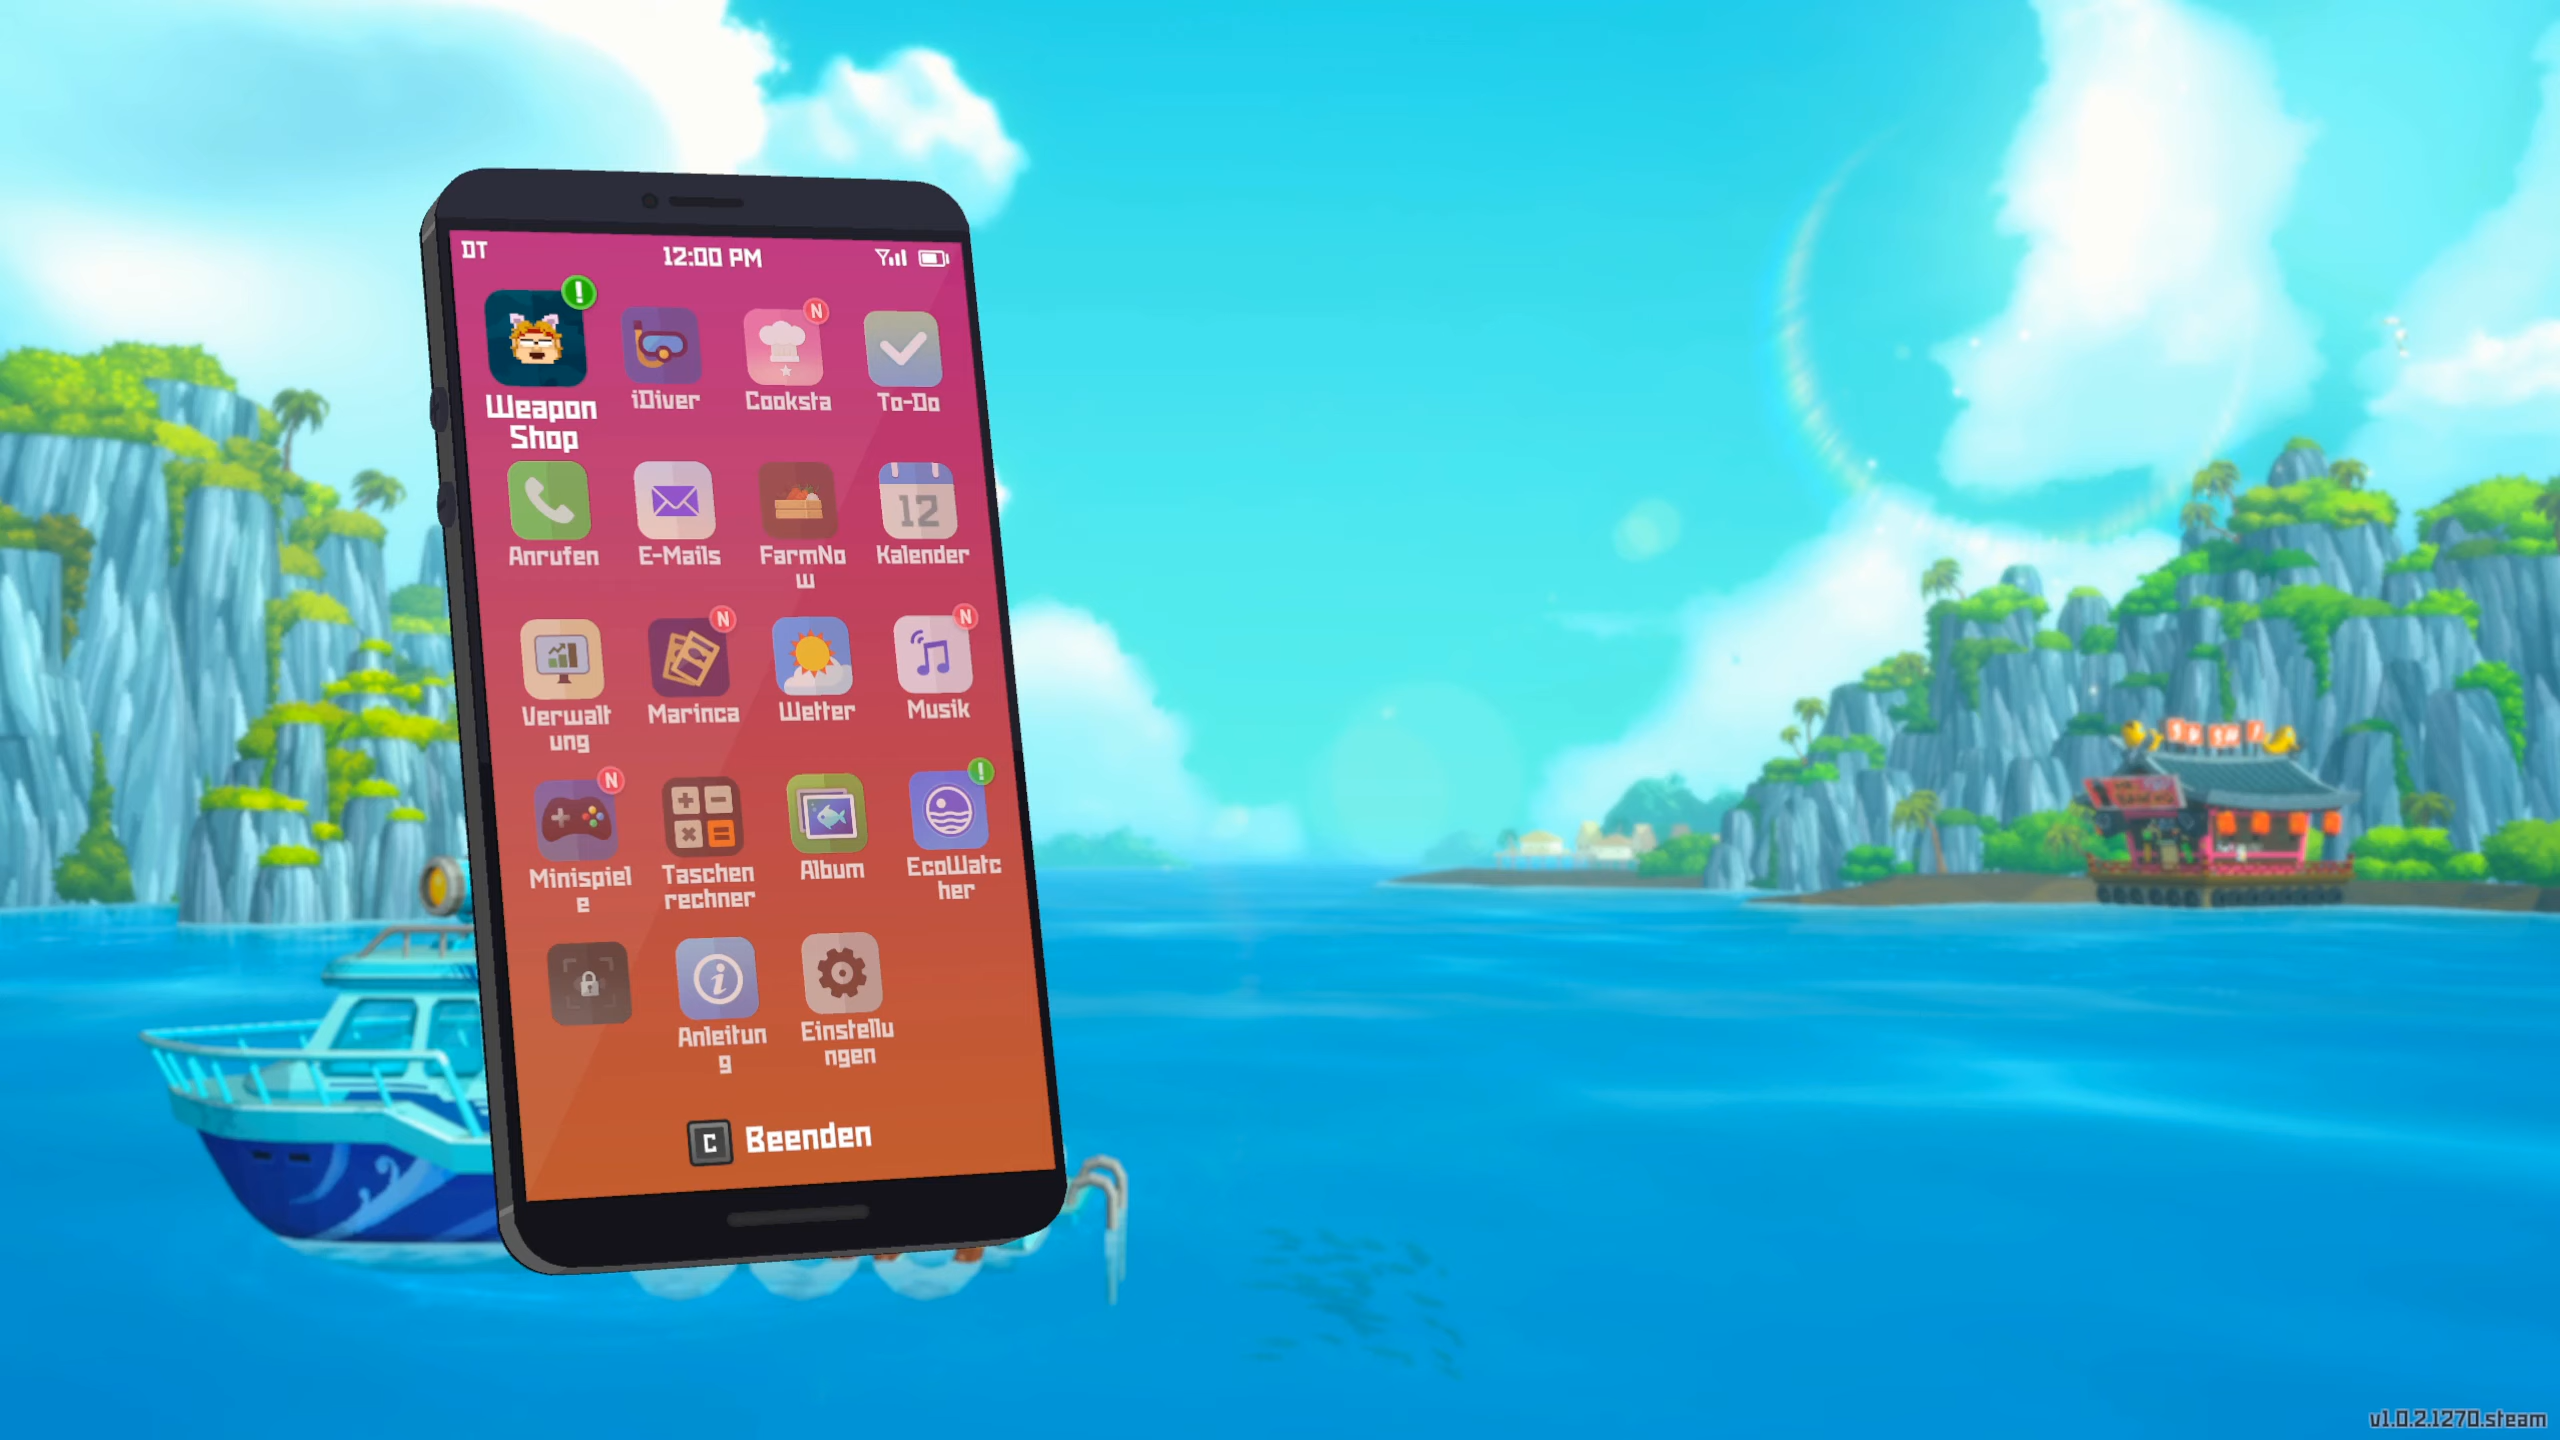 DT 12:00 PM
! N
Weapon
Shop
iDiver
Cooksta
To-Do
12
Anrufen
E-Mails
FarmNo
w
Kalender
N N
Verwalt
ung
Marinca
Wetter
Musik
N !
Minispiel
e
Taschen
rechner
Album
EcoWatc
her
i
Anleitun
g
Einstellu
ngen
C Beenden
SUSHI
v1.0.2.1270.steam